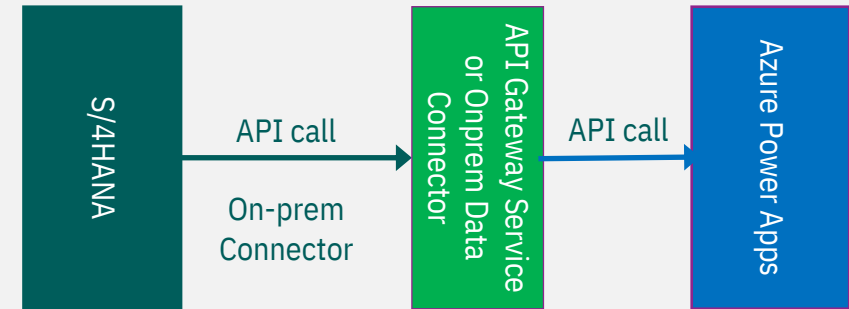 S/4HANA
API call
On-prem
Connector
API Gateway Service
or Onprem Data
Connector
API call
Azure Power Apps